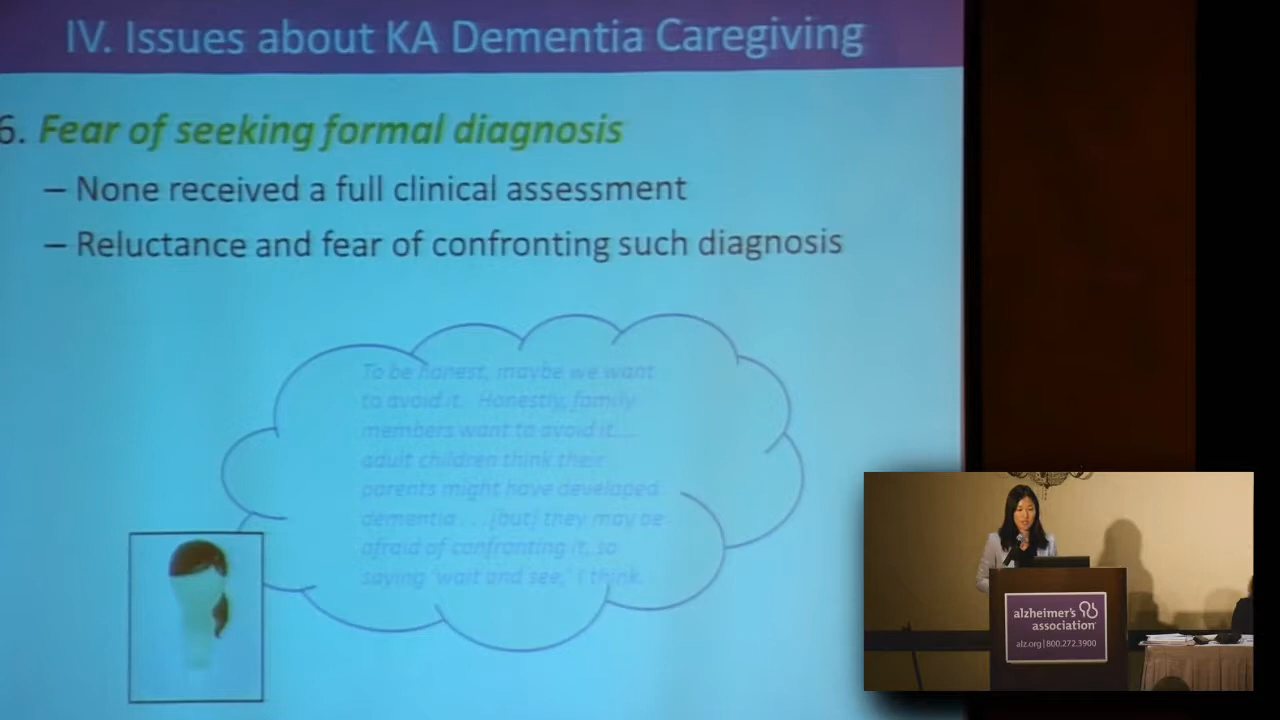 IV. Issues about KA Dementia Caregiving
6. Fear of seeking formal diagnosis
– None received a full clinical assessment
– Reluctance and fear of confronting such diagnosis
To be honest, maybe we want
to avoid it. Honestly, family
members want to avoid it....
adult children think their
parents might have developed
dementia . . .[but] they may be
afraid of confronting it, so
saying ‘wait and see,’ I think.
alzheimer's
association
alz.org | 800.272.3900